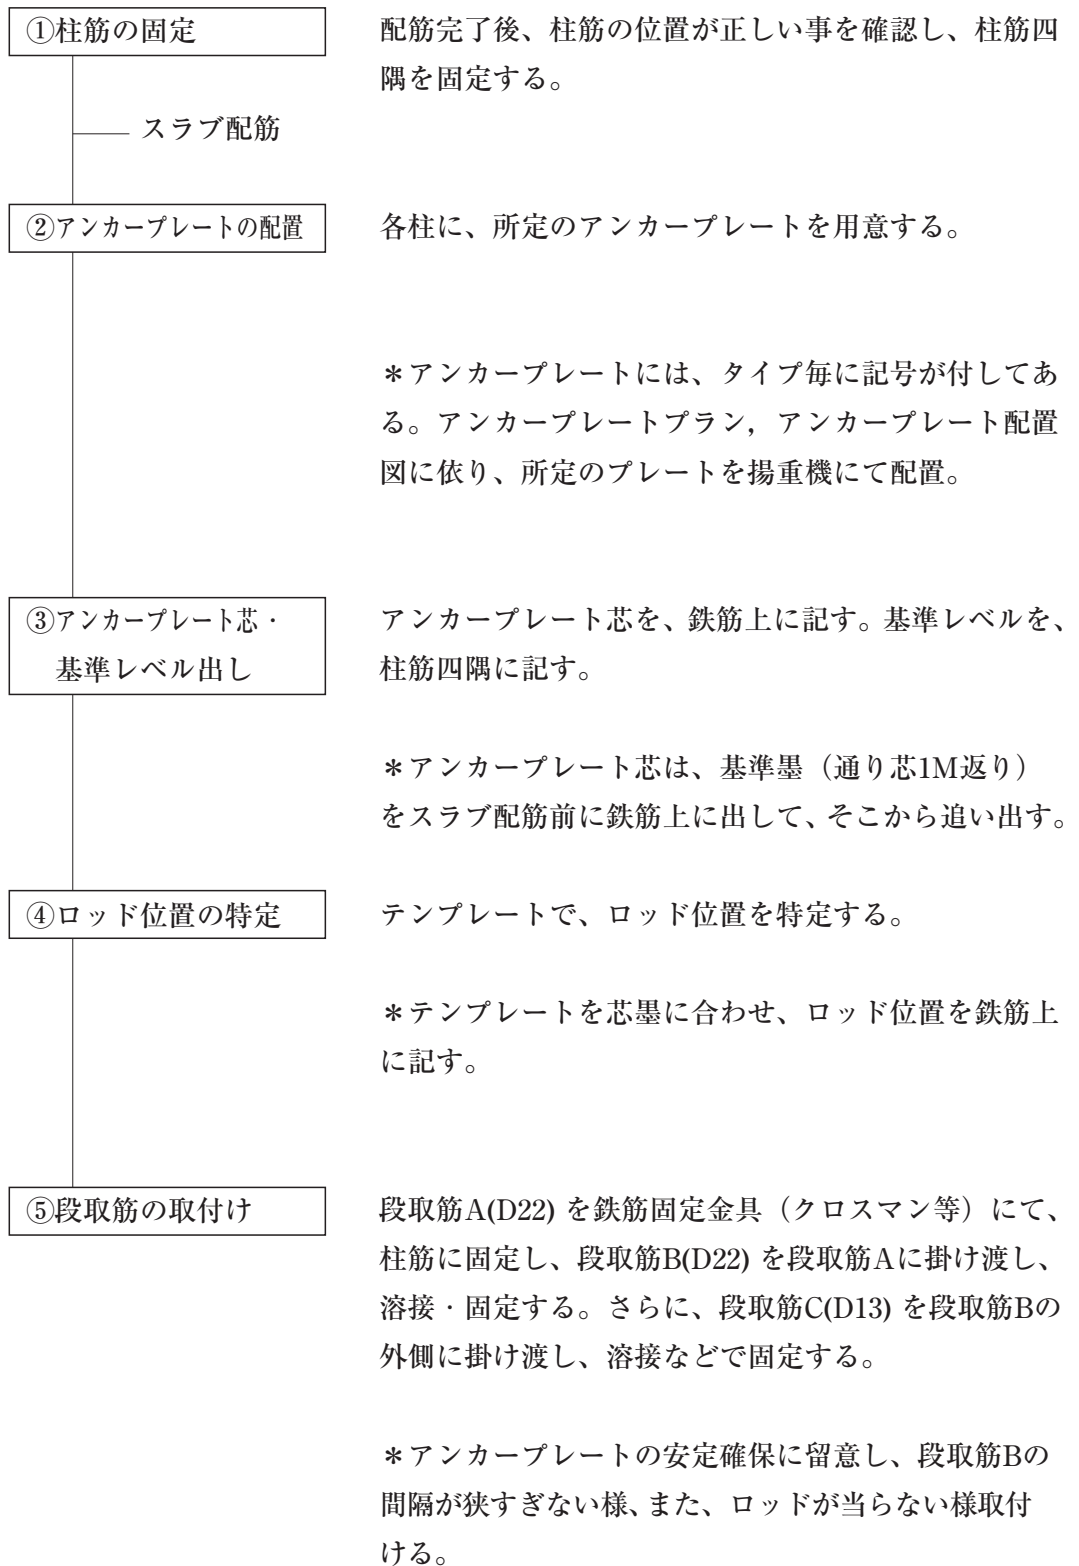 ①柱筋の固定
配筋完了後、柱筋の位置が正しい事を確認し、柱筋四
隅を固定する。
スラブ配筋
②アンカープレートの配置
各柱に、所定のアンカープレートを用意する。
＊アンカープレートには、タイプ毎に記号が付してあ
る。アンカープレートプラン，アンカープレート配置
図に依り、所定のプレートを揚重機にて配置。
③アンカープレート芯・
基準レベル出し
アンカープレート芯を、鉄筋上に記す。基準レベルを、
柱筋四隅に記す。
＊アンカープレート芯は、基準墨（通り芯1M返り）
をスラブ配筋前に鉄筋上に出して、そこから追い出す。
④ロッド位置の特定
テンプレートで、ロッド位置を特定する。
＊テンプレートを芯墨に合わせ、ロッド位置を鉄筋上
に記す。
⑤段取筋の取付け
段取筋A(D22) を鉄筋固定金具（クロスマン等）にて、
柱筋に固定し、段取筋B(D22) を段取筋Aに掛け渡し、
溶接・固定する。さらに、段取筋C(D13) を段取筋Bの
外側に掛け渡し、溶接などで固定する。
＊アンカープレートの安定確保に留意し、段取筋Bの
間隔が狭すぎない様、また、ロッドが当らない様取付
ける。